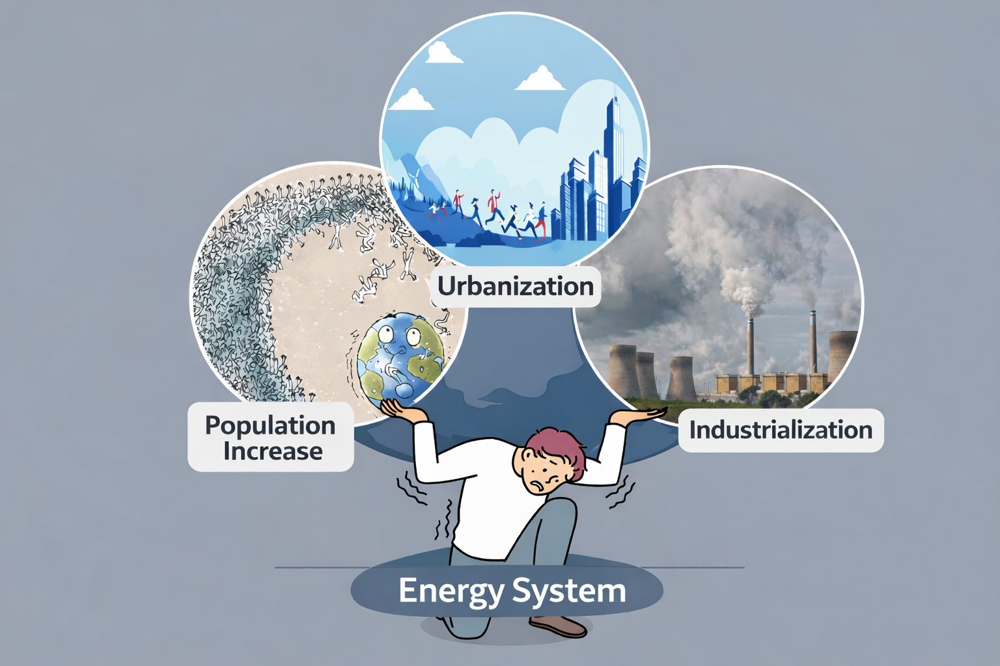 Urbanization
Population
Increase
Industrialization
Energy System